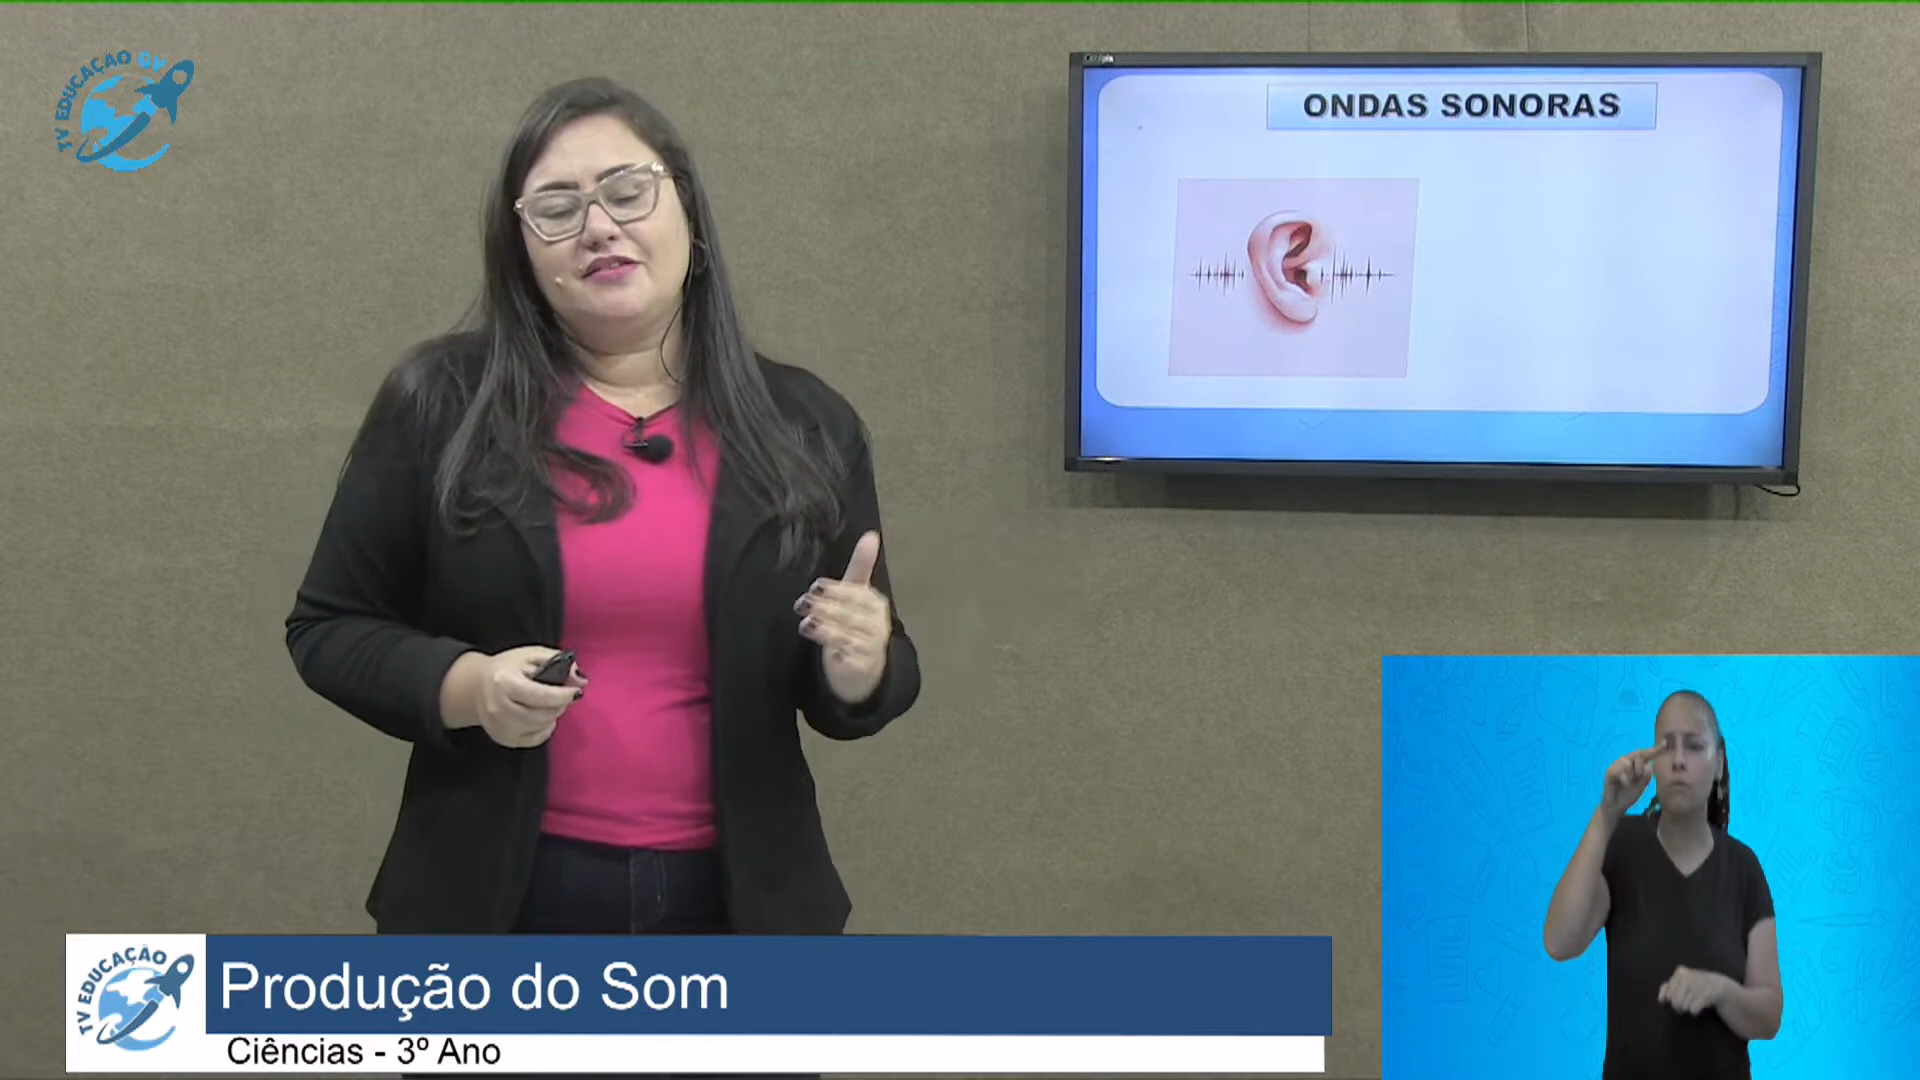 TV EDUCAÇÃO GV
ONDAS SONORAS
TV EDUCAÇÃO
Produção do Som
Ciências - 3º Ano